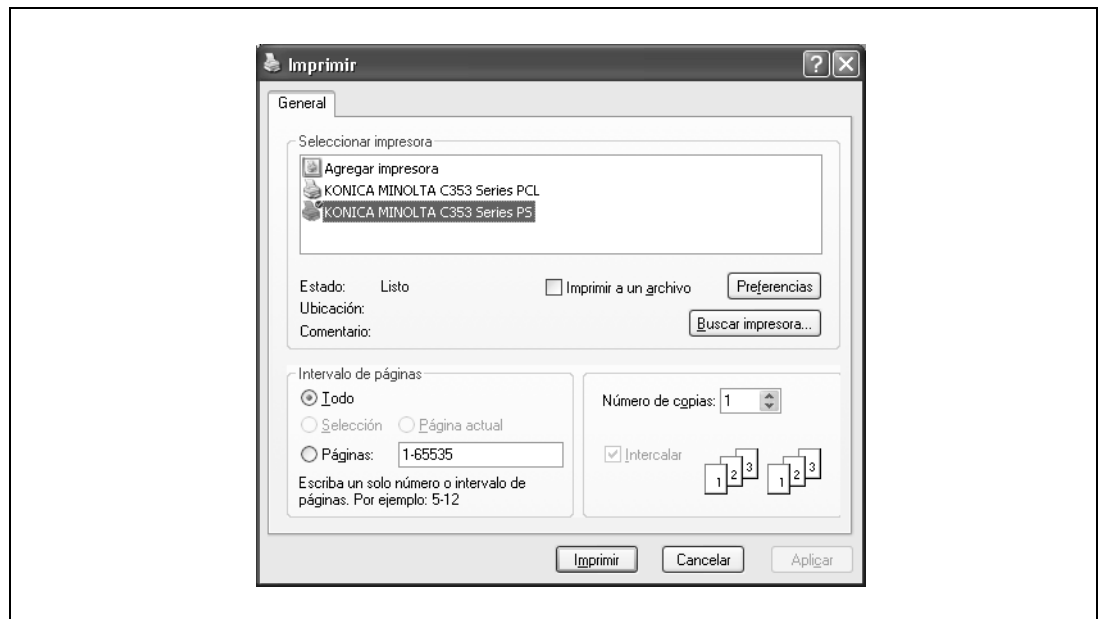 Imprimir
General
Seleccionar impresora
Agregar impresora
KONICA MINOLTA C353 Series PCL
KONICA MINOLTA C353 Series PS
Estado: Listo
Imprimir a un archivo
Preferencias
Ubicación:
Comentario:
Buscar impresora...
Intervalo de páginas
Todo
Selección Página actual
Páginas: 1-65535
Escriba un solo número o intervalo de
páginas. Por ejemplo: 5-12
Número de copias: 1
Intercalar
1 2 3 1 2 3
Imprimir Cancelar Aplicar